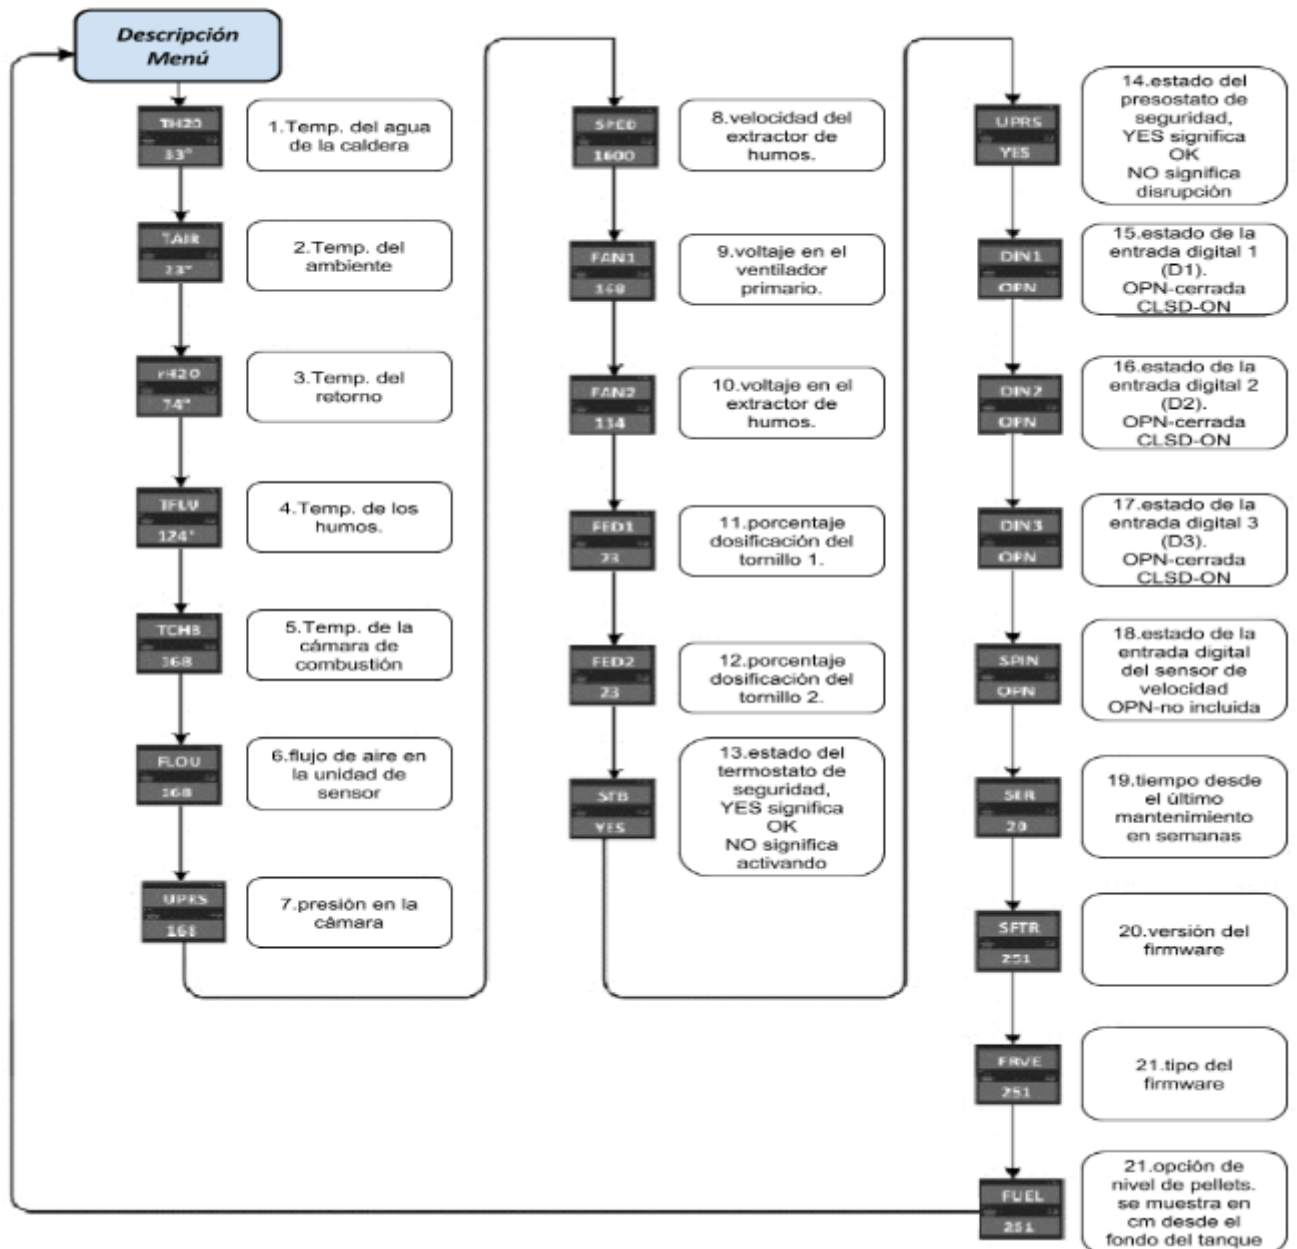 Descripción
Menú
TH20
33°
1.Temp. del agua
de la caldera
TAIR
23°
2.Temp. del
ambiente
rH20
74°
3.Temp. del
retorno
TFLU
124°
4.Temp. de los
humos.
TCHB
168
5.Temp. de la
cámara de
combustión
FLOU
168
6.flujo de aire en
la unidad de
sensor
UPRS
168
7.presión en la
cámara
SPED
1600
8.velocidad del
extractor de
humos.
FAN1
168
9.voltaje en el
ventilador
primario.
FAN2
114
10.voltaje en el
extractor de
humos.
FED1
23
11.porcentaje
dosificación del
tornillo 1.
FED2
23
12.porcentaje
dosificación del
tornillo 2.
STB
YES
13.estado del
termostato de
seguridad,
YES significa
OK
NO significa
activando
UPRS
YES
14.estado del
presostato de
seguridad,
YES significa
OK
NO significa
disrupción
DIN1
OPN
15.estado de la
entrada digital 1
(D1).
OPN-cerrada
CLSD-ON
DIN2
OPN
16.estado de la
entrada digital 2
(D2).
OPN-cerrada
CLSD-ON
DIN3
OPN
17.estado de la
entrada digital 3
(D3).
OPN-cerrada
CLSD-ON
SPIN
OPN
18.estado de la
entrada digital
del sensor de
velocidad
OPN-no incluida
SER
20
19.tiempo desde
el último
mantenimiento
en semanas
SFTR
251
20.versión del
firmware
FRVE
251
21.tipo del
firmware
FUEL
251
21.opción de
nivel de pellets.
se muestra en
cm desde el
fondo del tanque